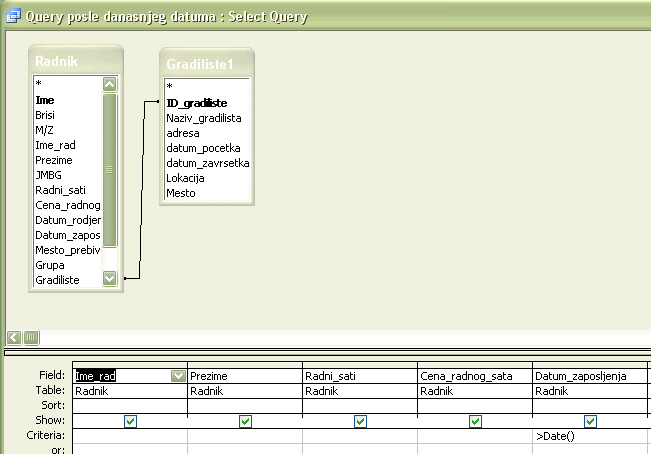 Query posle danasnjeg datuma : Select Query
Radnik
*
Ime
Brisi
M/Z
Ime_rad
Prezime
JMBG
Radni_sati
Cena_radnog
Datum_rodjer
Datum_zapos
Mesto_prebiv
Grupa
Gradiliste
Gradiliste1
*
ID_gradiliste
Naziv_gradilista
adresa
datum_pocetka
datum_zavrsetka
Lokacija
Mesto
Field: Ime_rad Prezime Radni_sati Cena_radnog_sata Datum_zaposljenja
Table: Radnik Radnik Radnik Radnik Radnik
Sort:
Show:
Criteria: >Date()
or: